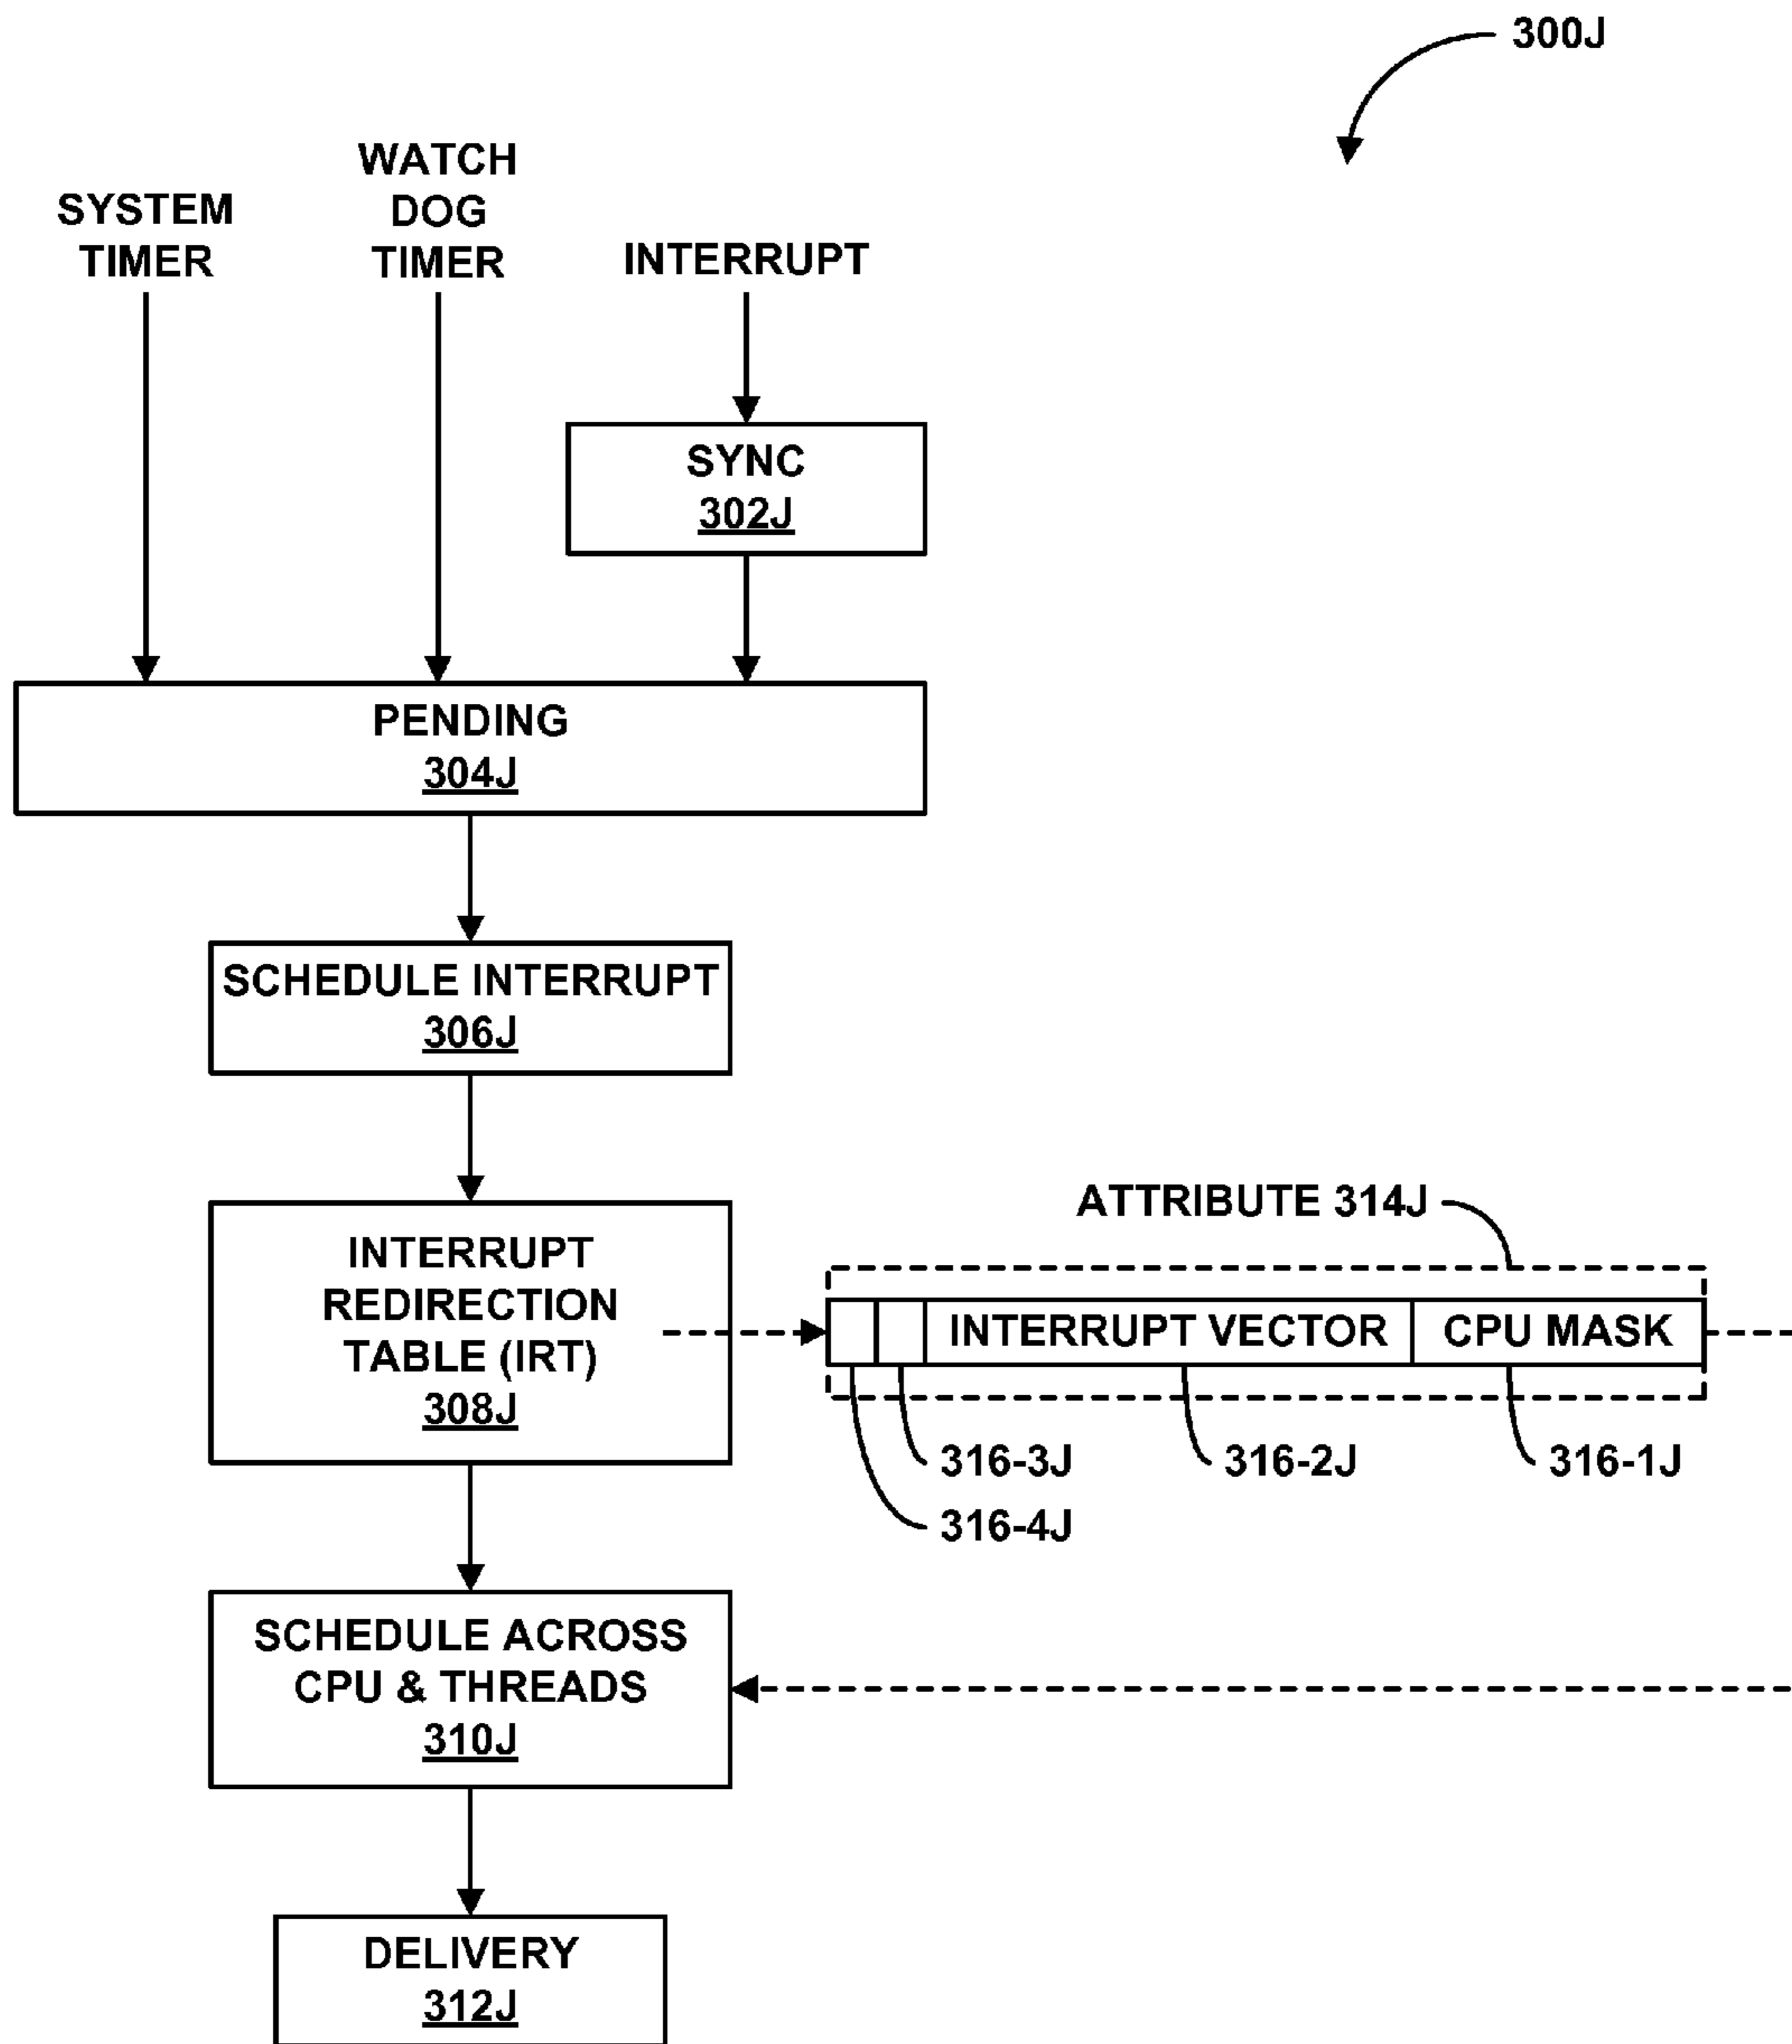 300J
SYSTEM
TIMER
WATCH
DOG
TIMER
INTERRUPT
SYNC
302J
PENDING
304J
SCHEDULE INTERRUPT
306J
INTERRUPT
REDIRECTION
TABLE (IRT)
308J
ATTRIBUTE 314J
INTERRUPT VECTOR
CPU MASK
316-3J
316-2J
316-1J
316-4J
SCHEDULE ACROSS
CPU & THREADS
310J
DELIVERY
312J